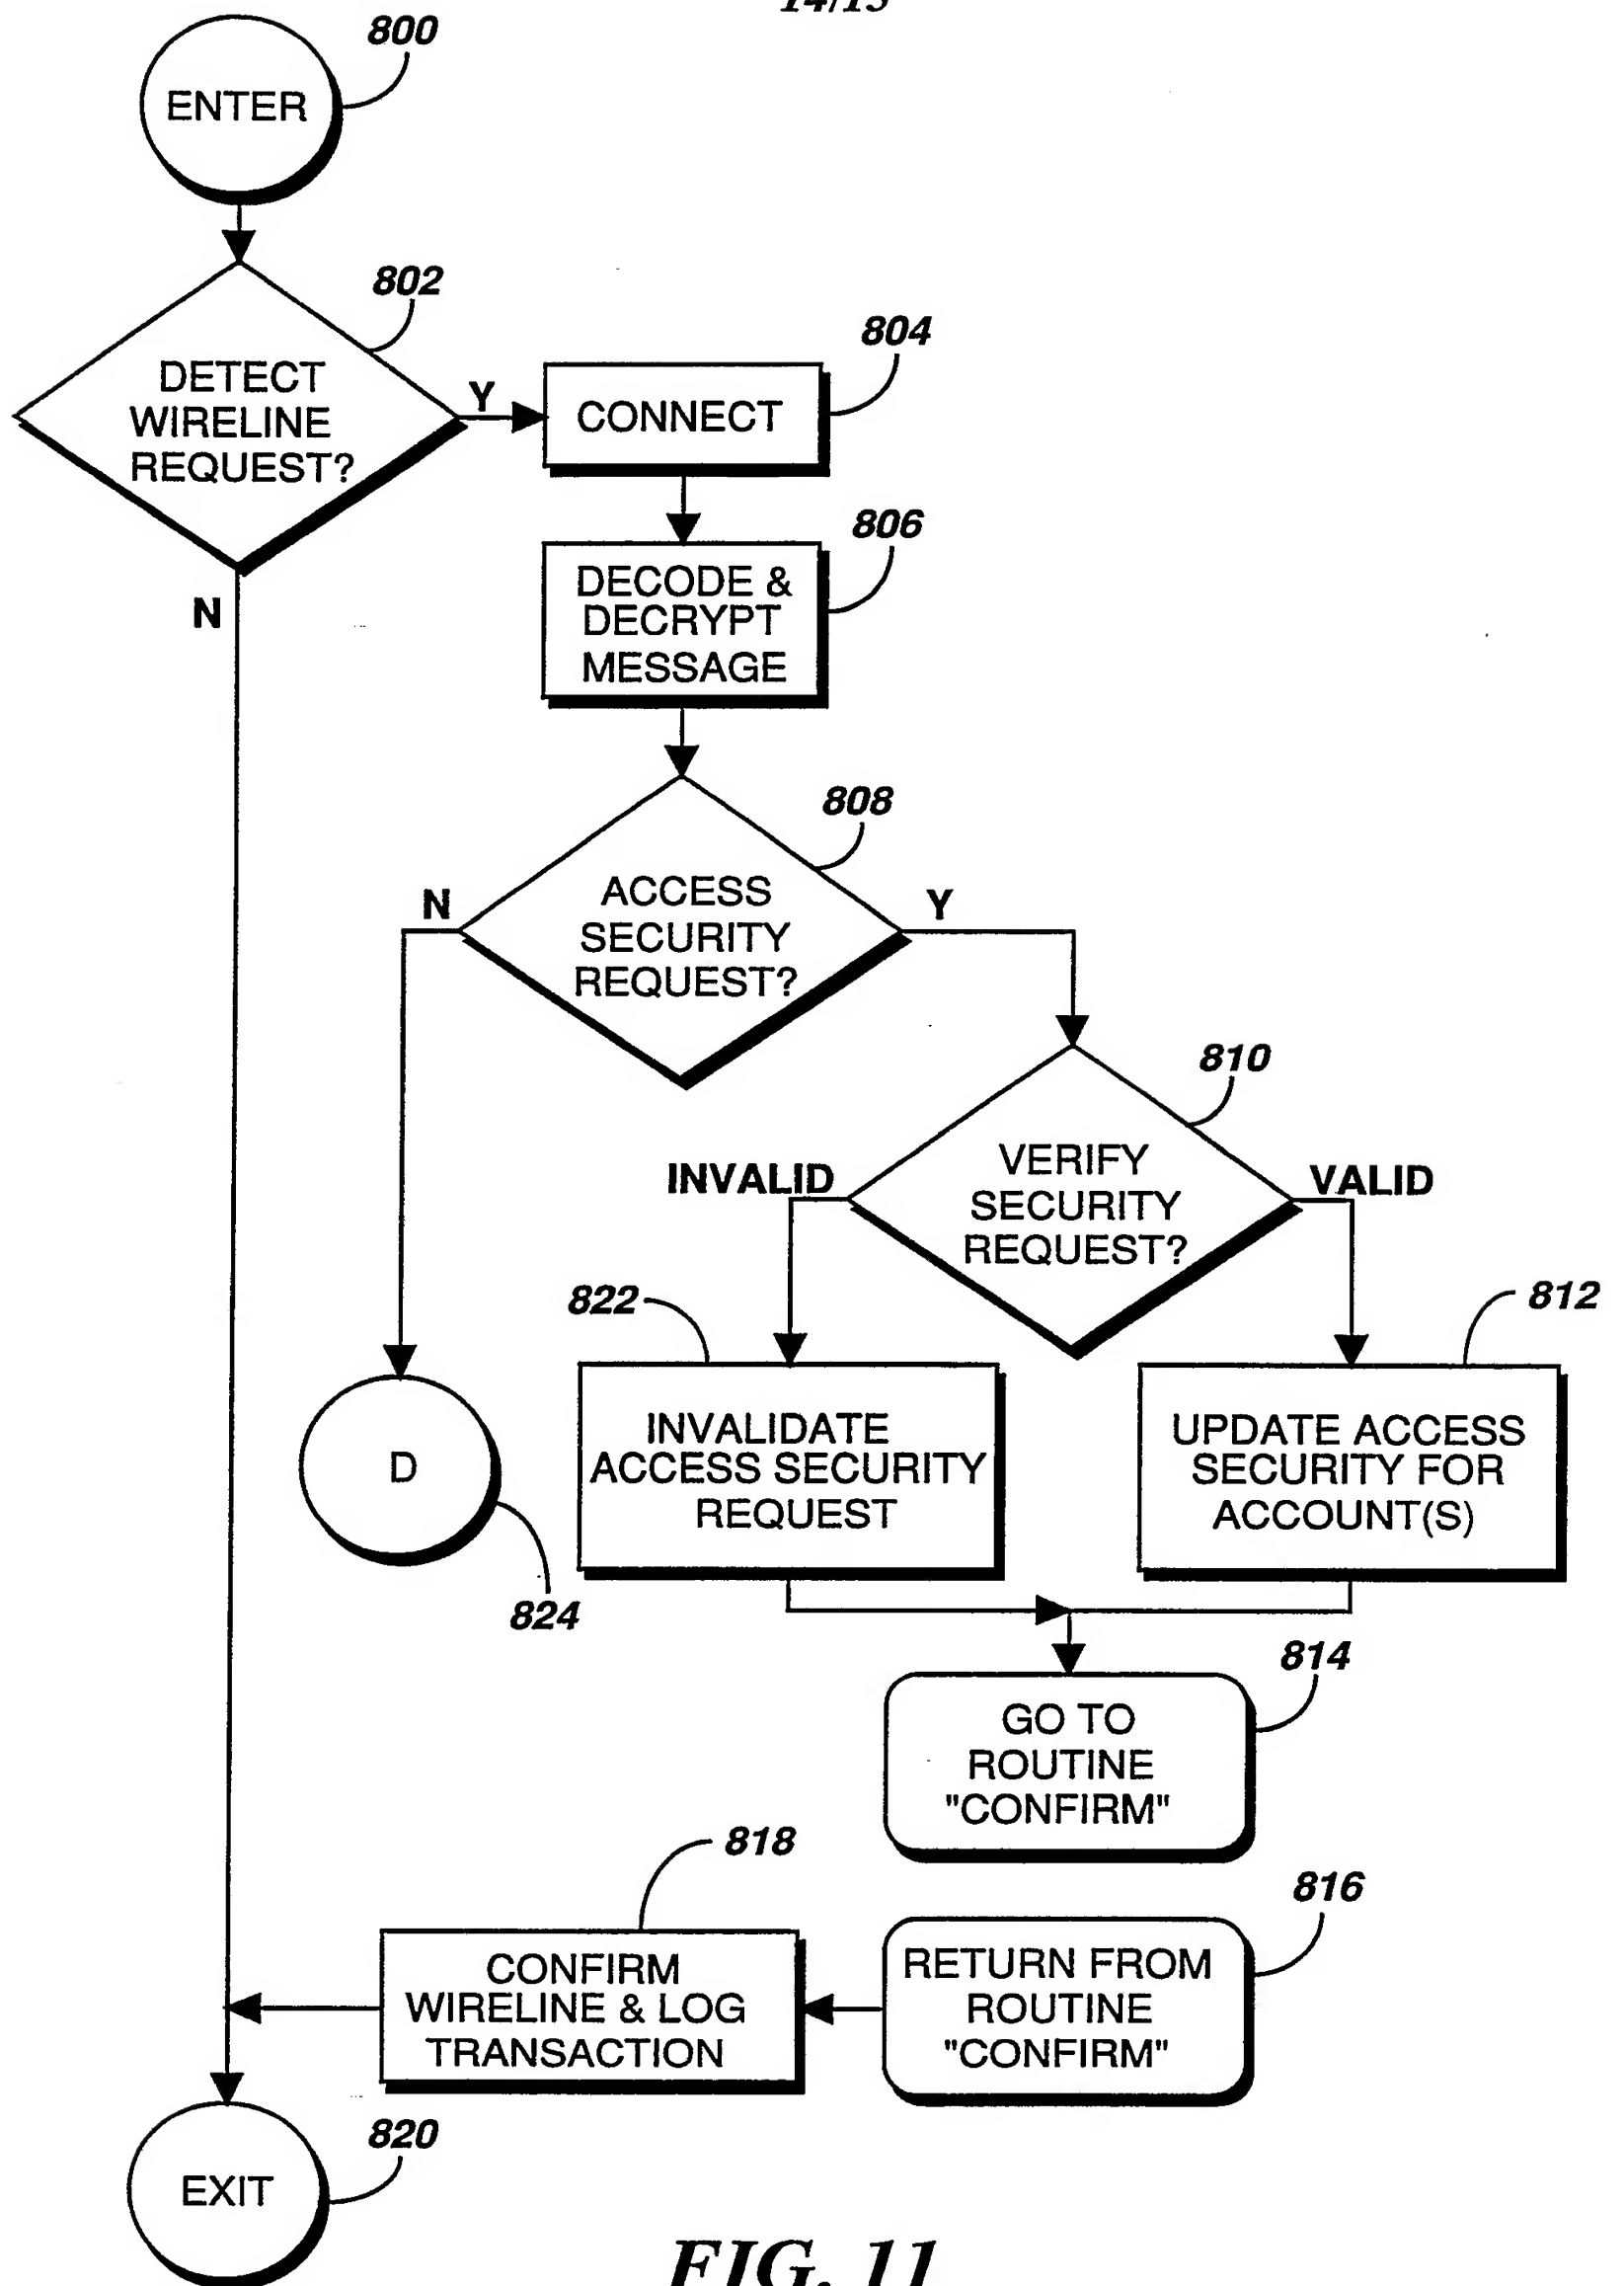 14/15
800
ENTER
802
DETECT
WIRELINE
REQUEST?
Y
N
804
CONNECT
806
DECODE &
DECRYPT
MESSAGE
808
ACCESS
SECURITY
REQUEST?
N
Y
810
VERIFY
SECURITY
REQUEST?
INVALID
VALID
822
INVALIDATE
ACCESS SECURITY
REQUEST
812
UPDATE ACCESS
SECURITY FOR
ACCOUNT(S)
D
824
814
GO TO
ROUTINE
"CONFIRM"
816
RETURN FROM
ROUTINE
"CONFIRM"
818
CONFIRM
WIRELINE & LOG
TRANSACTION
820
EXIT
FIG. 11